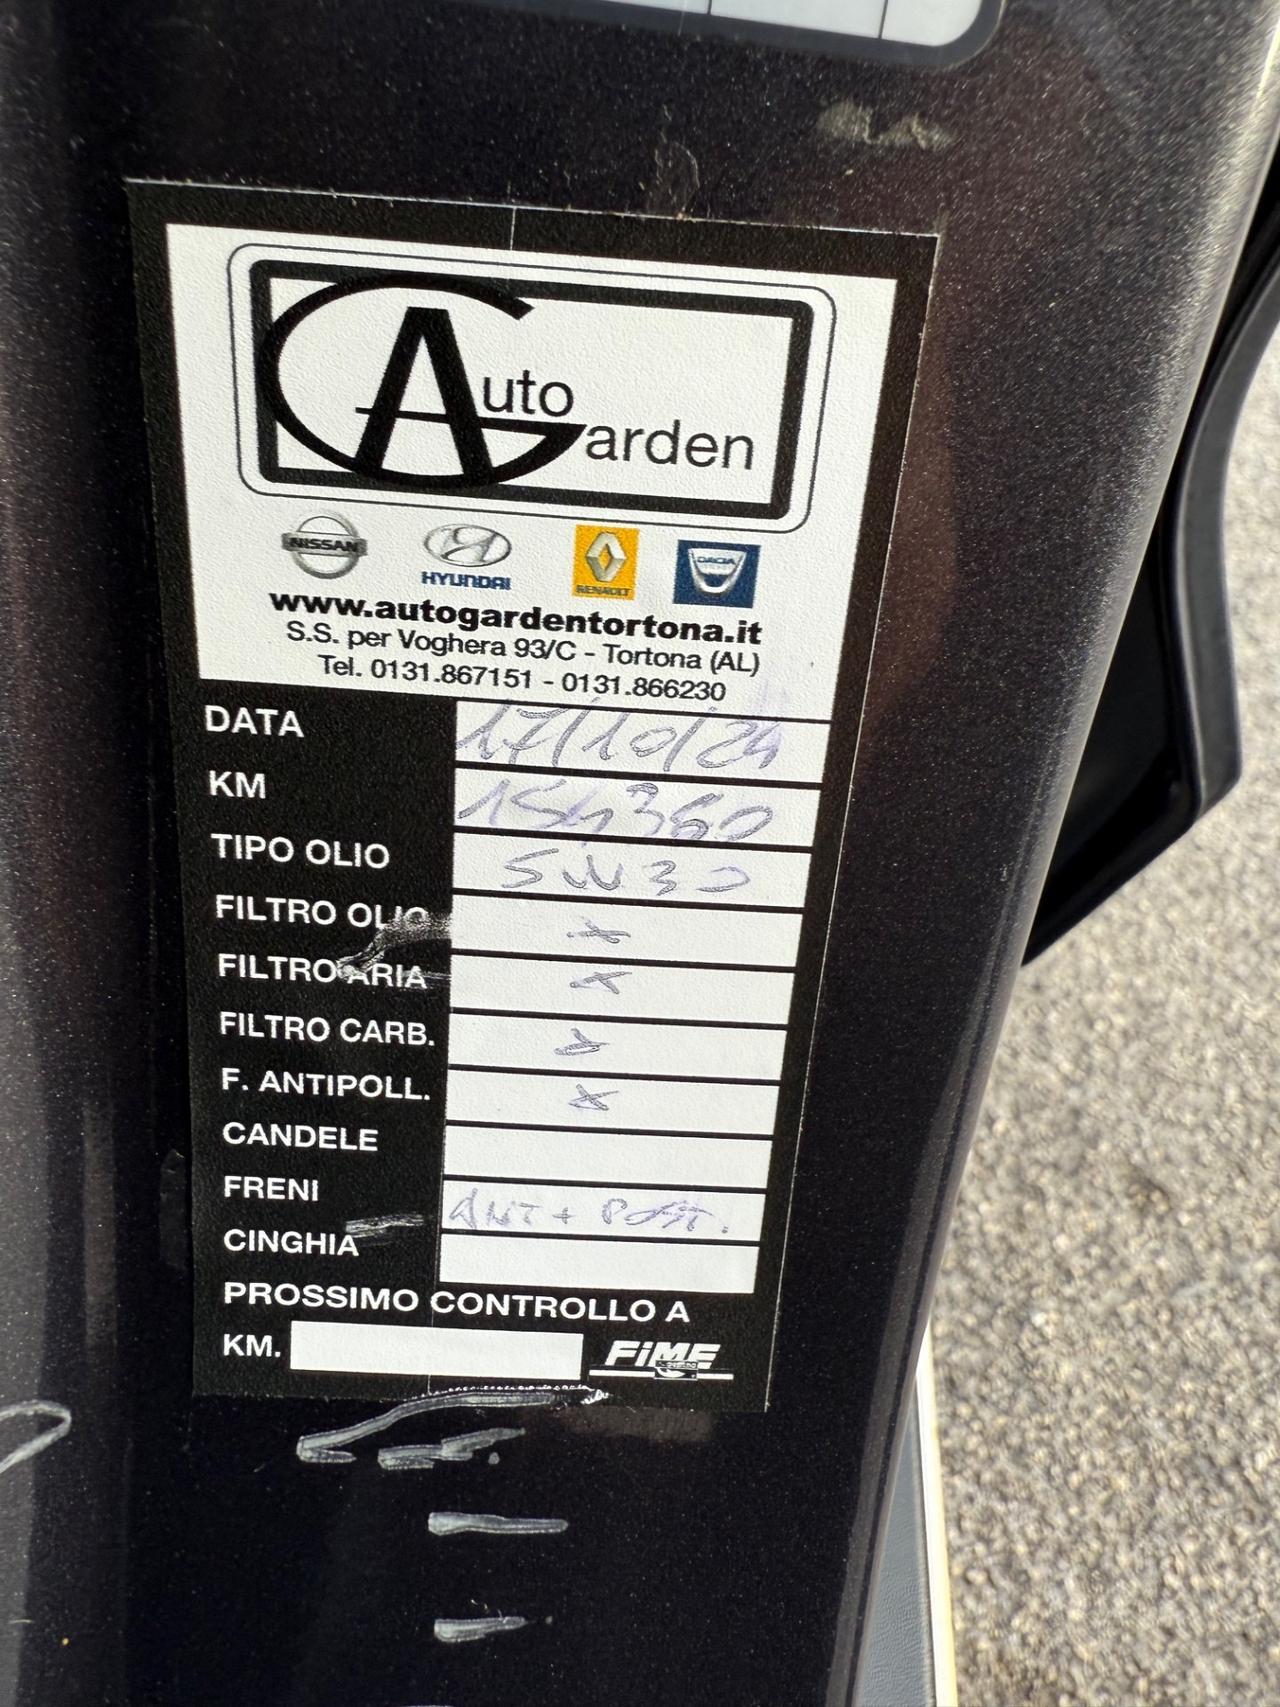 Auto
Garden
NISSAN
HYUNDAI
RENAULT
DACIA
www.autogardentortona.it
S.S. per Voghera 93/C - Tortona (AL)
Tel. 0131.867151 - 0131.866230
DATA 17/10/24
KM 154360
TIPO OLIO 5W30
FILTRO OLIO x
FILTRO ARIA x
FILTRO CARB. x
F. ANTIPOLL. x
CANDELE
FRENI ANT + POST.
CINGHIA
PROSSIMO CONTROLLO A
KM.
FiME